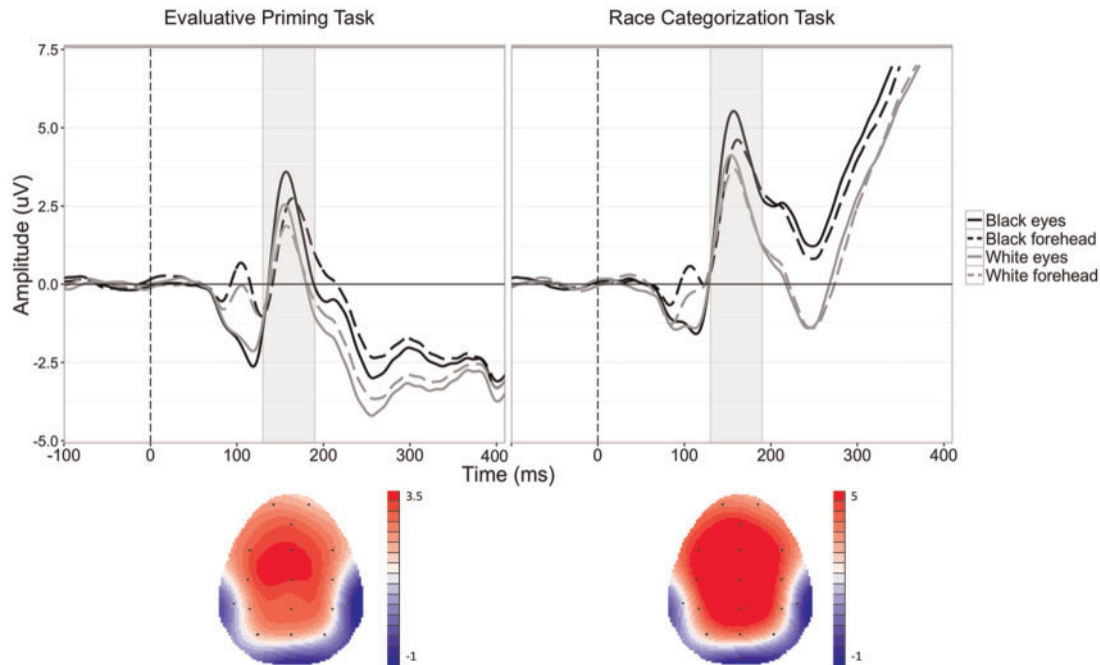 Evaluative Priming Task
Race Categorization Task
Amplitude (uV)
7.5
5.0
2.5
0.0
-2.5
-5.0
-100
0
100
200
300
400
0
100
200
300
400
Time (ms)
Black eyes
Black forehead
White eyes
White forehead
3.5
-1
5
-1